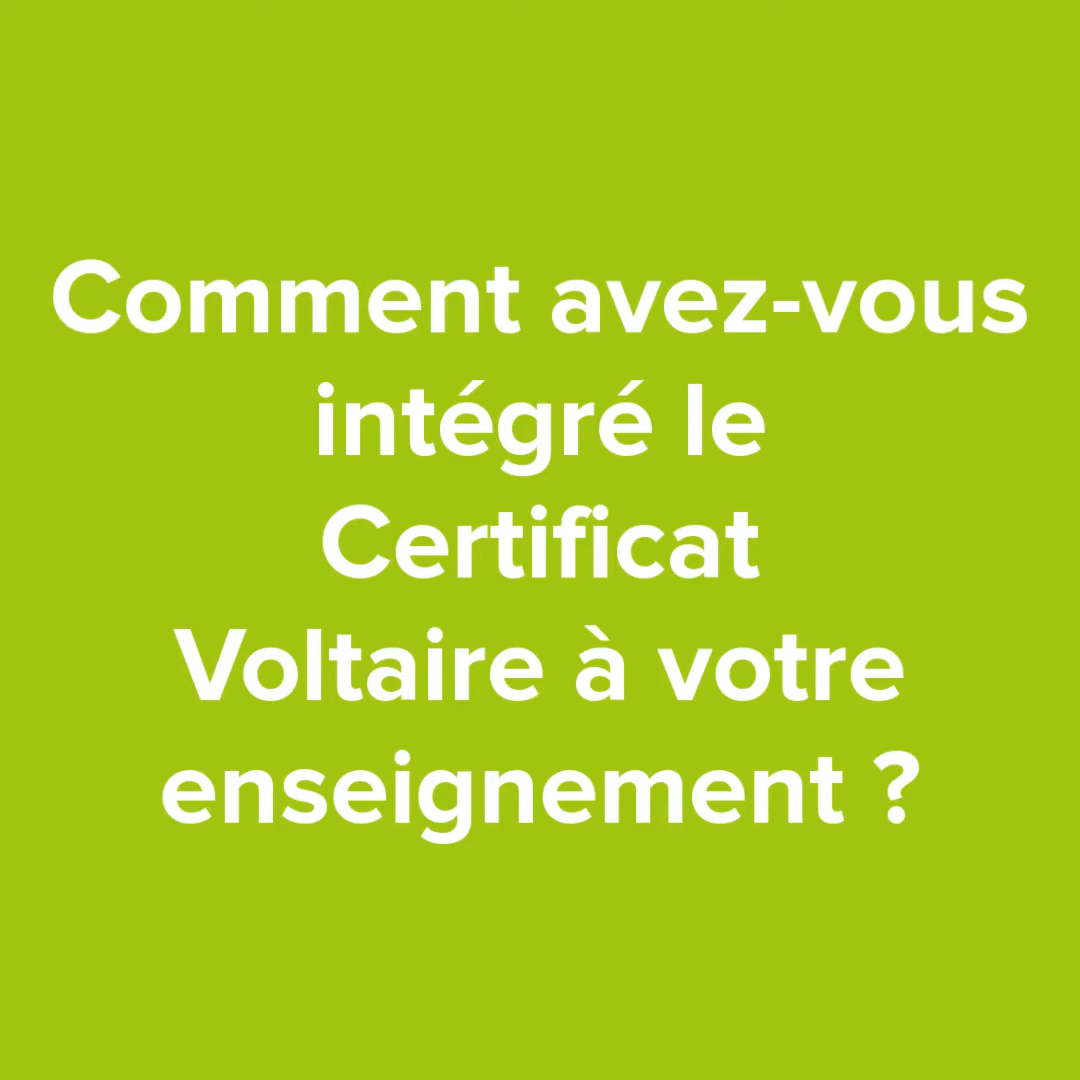 Comment avez-vous
intégré le
Certificat
Voltaire à votre
enseignement ?